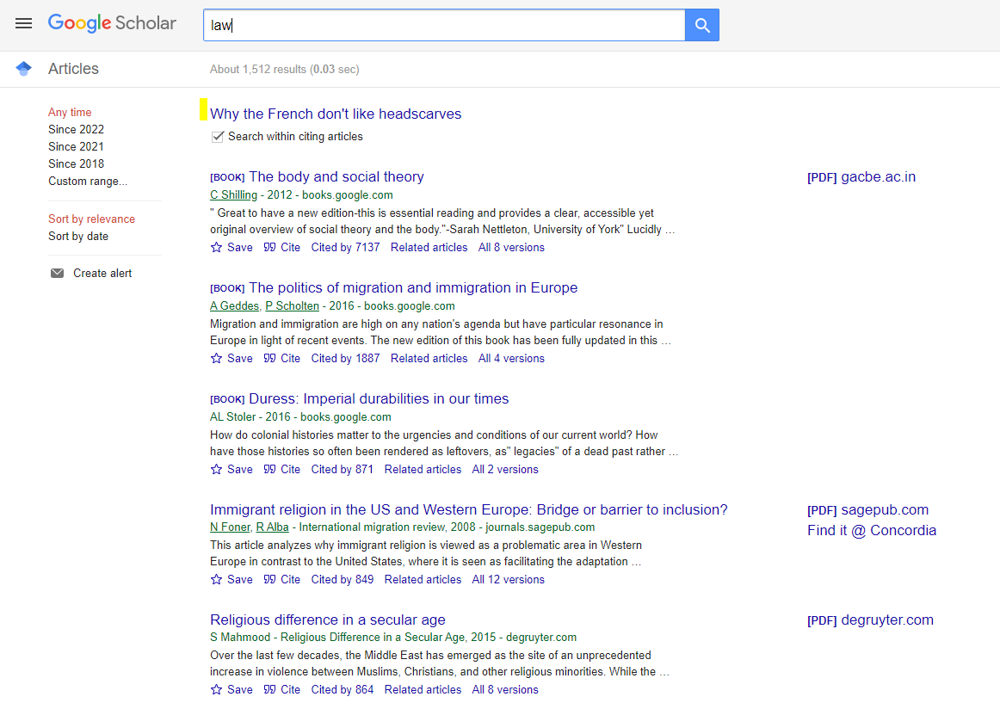 Google Scholar
law
Articles
About 1,512 results (0.03 sec)
Any time
Since 2022
Since 2021
Since 2018
Custom range...
Sort by relevance
Sort by date
Create alert
Why the French don't like headscarves
Search within citing articles
[BOOK] The body and social theory
C Shilling - 2012 - books.google.com
" Great to have a new edition-this is essential reading and provides a clear, accessible yet
original overview of social theory and the body."-Sarah Nettleton, University of York" Lucidly …
Save Cite Cited by 7137 Related articles All 8 versions
[PDF] gacbe.ac.in
[BOOK] The politics of migration and immigration in Europe
A Geddes, P Scholten - 2016 - books.google.com
Migration and immigration are high on any nation's agenda but have particular resonance in
Europe in light of recent events. The new edition of this book has been fully updated in this …
Save Cite Cited by 1887 Related articles All 4 versions
[BOOK] Duress: Imperial durabilities in our times
AL Stoler - 2016 - books.google.com
How do colonial histories matter to the urgencies and conditions of our current world? How
have those histories so often been rendered as leftovers, as" legacies" of a dead past rather …
Save Cite Cited by 871 Related articles All 2 versions
Immigrant religion in the US and Western Europe: Bridge or barrier to inclusion?
N Foner, R Alba - International migration review, 2008 - journals.sagepub.com
This article analyzes why immigrant religion is viewed as a problematic area in Western
Europe in contrast to the United States, where it is seen as facilitating the adaptation …
Save Cite Cited by 849 Related articles All 12 versions
[PDF] sagepub.com
Find it @ Concordia
Religious difference in a secular age
S Mahmood - Religious Difference in a Secular Age, 2015 - degruyter.com
Over the last few decades, the Middle East has emerged as the site of an unprecedented
increase in violence between Muslims, Christians, and other religious minorities. While the …
Save Cite Cited by 864 Related articles All 8 versions
[PDF] degruyter.com